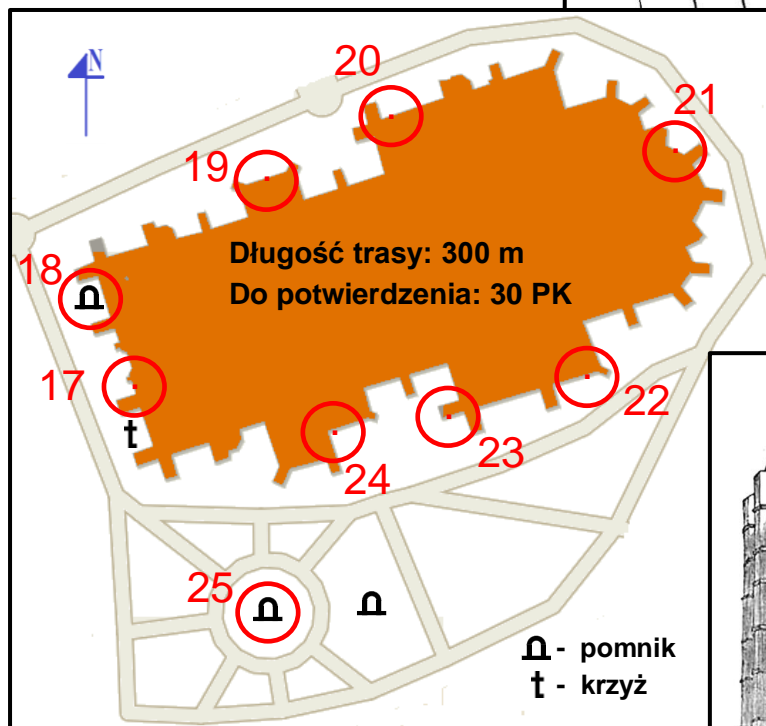 N
20
21
19
Długość trasy: 300 m
18
Do potwierdzenia: 30 PK
17
22
23
24
25
- pomnik
t
t - krzyż